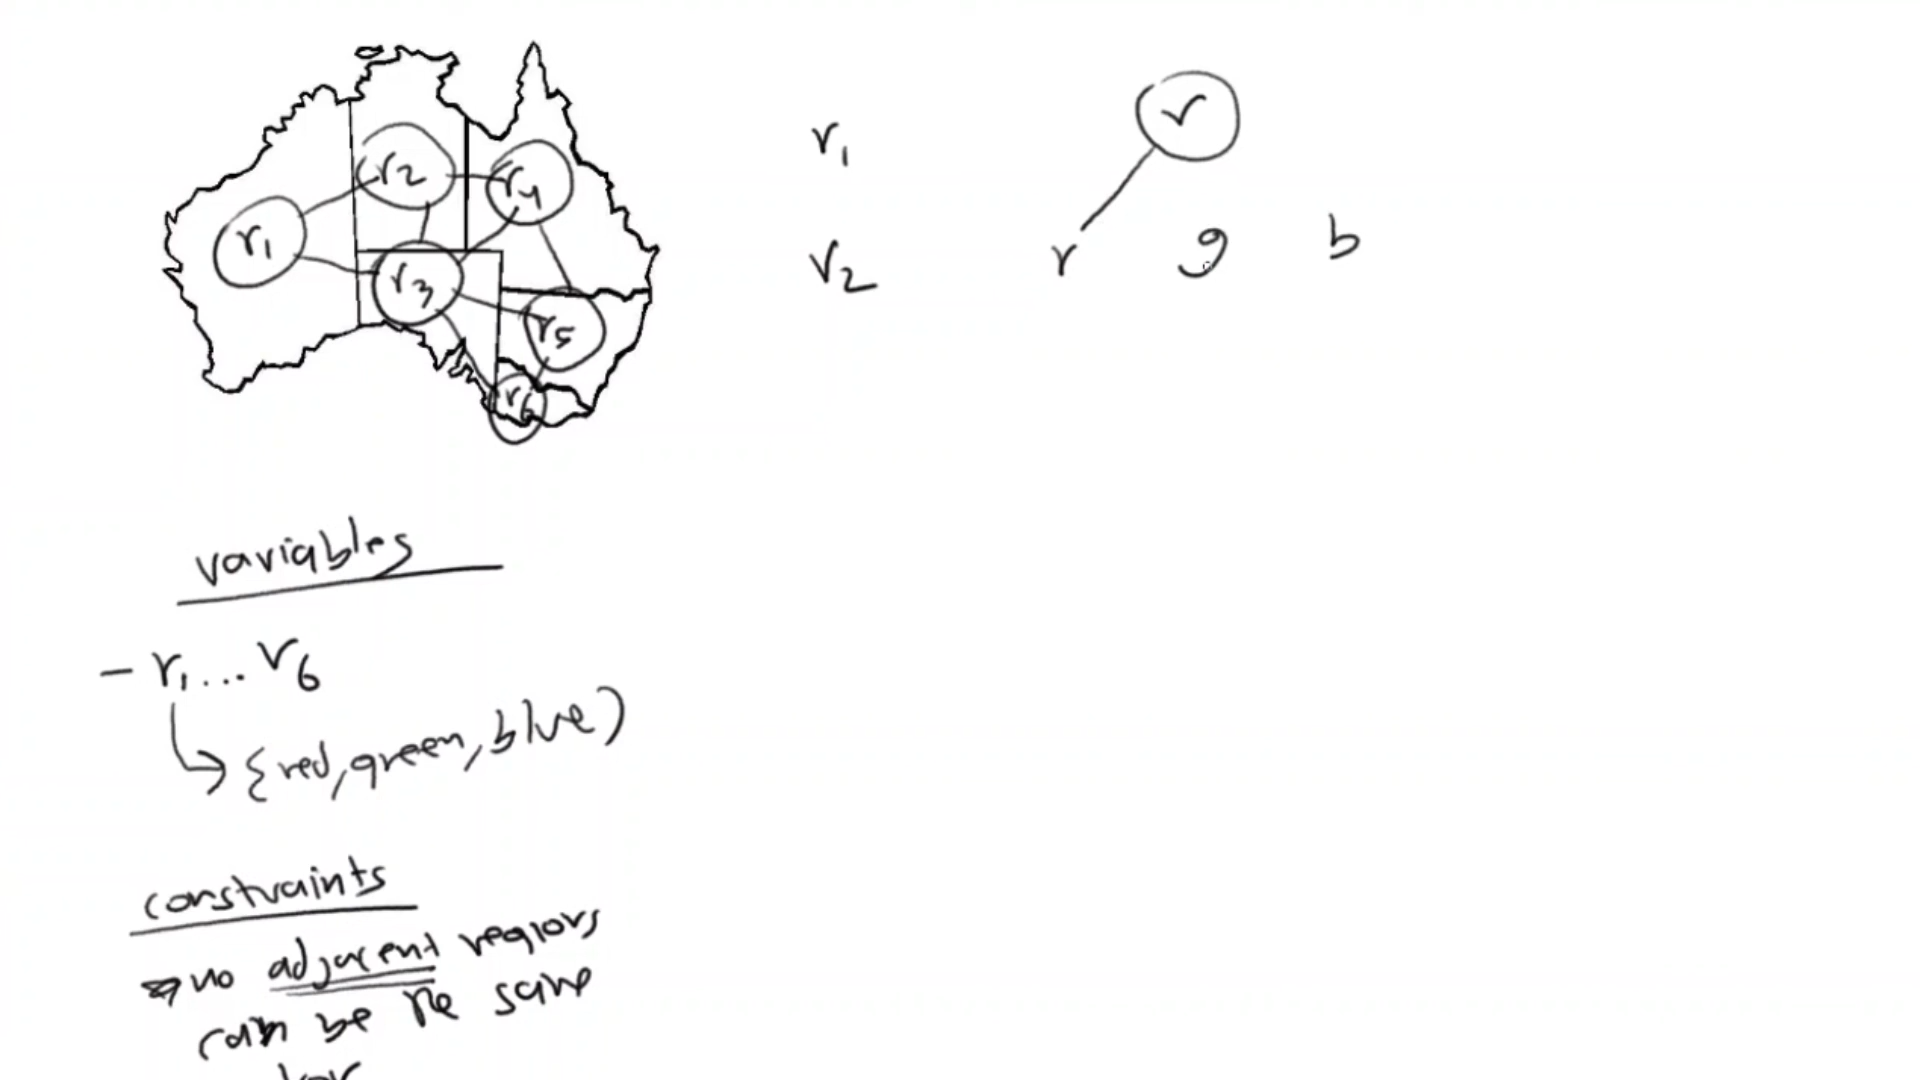 r2 r4
r1
r3
r5
r6
r1
r
r2 r g b
variables
- r1... r6
→ {red, green, blue)
constraints
→ no adjacent regions
can be the same